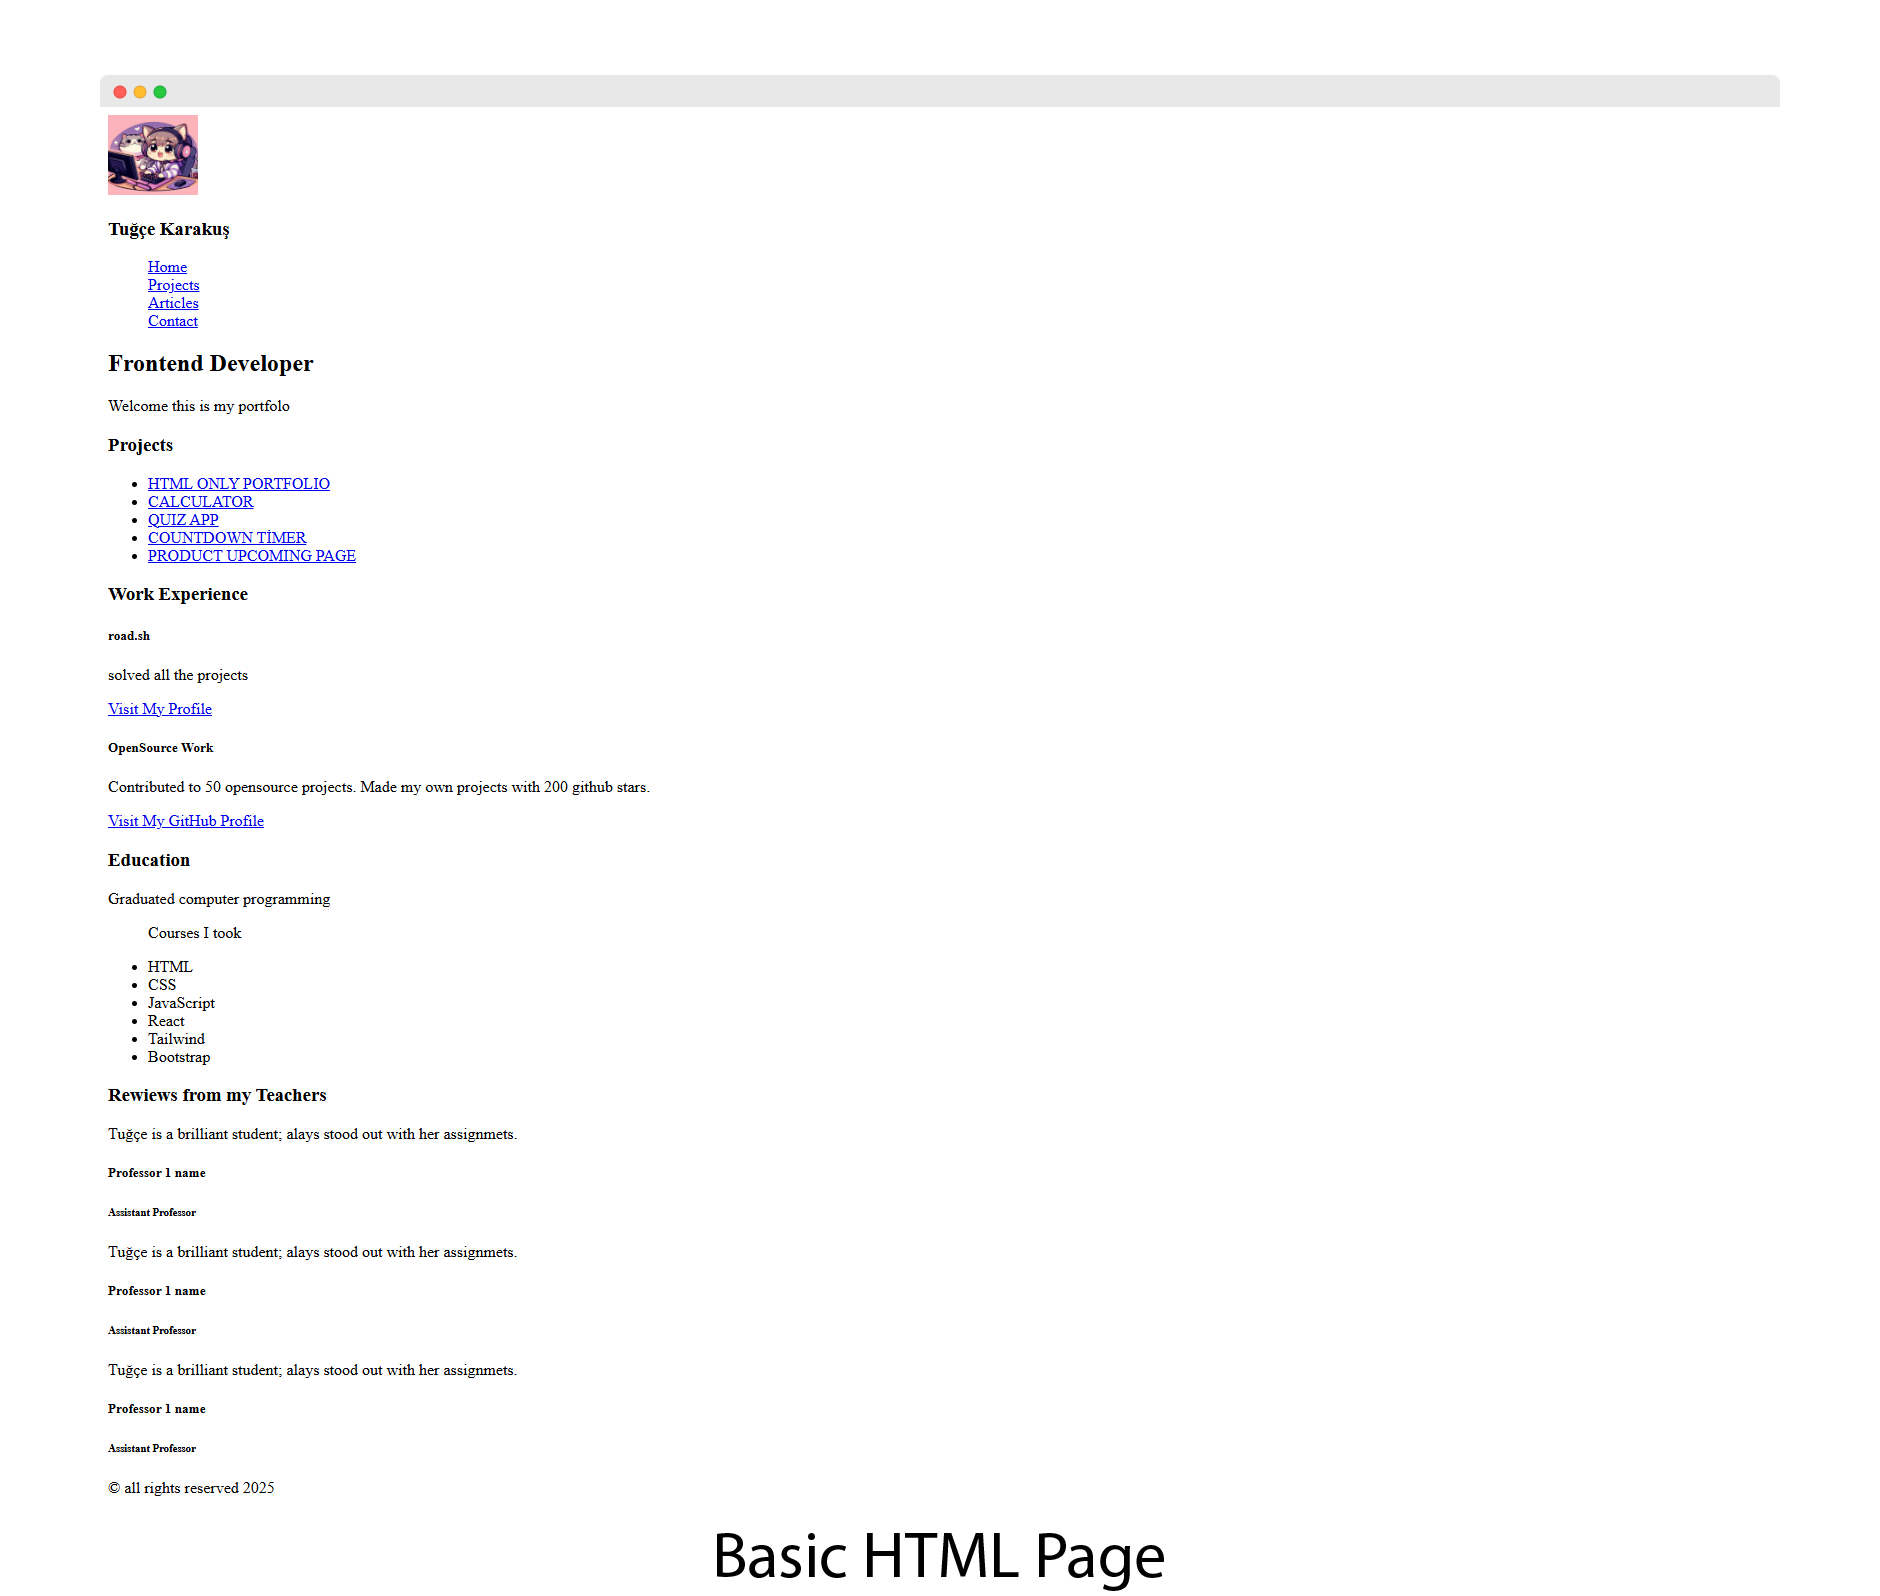 Tuğçe Karakuş
Home
Projects
Articles
Contact
Frontend Developer
Welcome this is my portfolo
Projects
HTML ONLY PORTFOLIO
CALCULATOR
QUIZ APP
COUNTDOWN TİMER
PRODUCT UPCOMING PAGE
Work Experience
road.sh
solved all the projects
Visit My Profile
OpenSource Work
Contributed to 50 opensource projects. Made my own projects with 200 github stars.
Visit My GitHub Profile
Education
Graduated computer programming
Courses I took
HTML
CSS
JavaScript
React
Tailwind
Bootstrap
Rewiews from my Teachers
Tuğçe is a brilliant student; alays stood out with her assignmets.
Professor 1 name
Assistant Professor
Tuğçe is a brilliant student; alays stood out with her assignmets.
Professor 1 name
Assistant Professor
Tuğçe is a brilliant student; alays stood out with her assignmets.
Professor 1 name
Assistant Professor
© all rights reserved 2025
Basic HTML Page